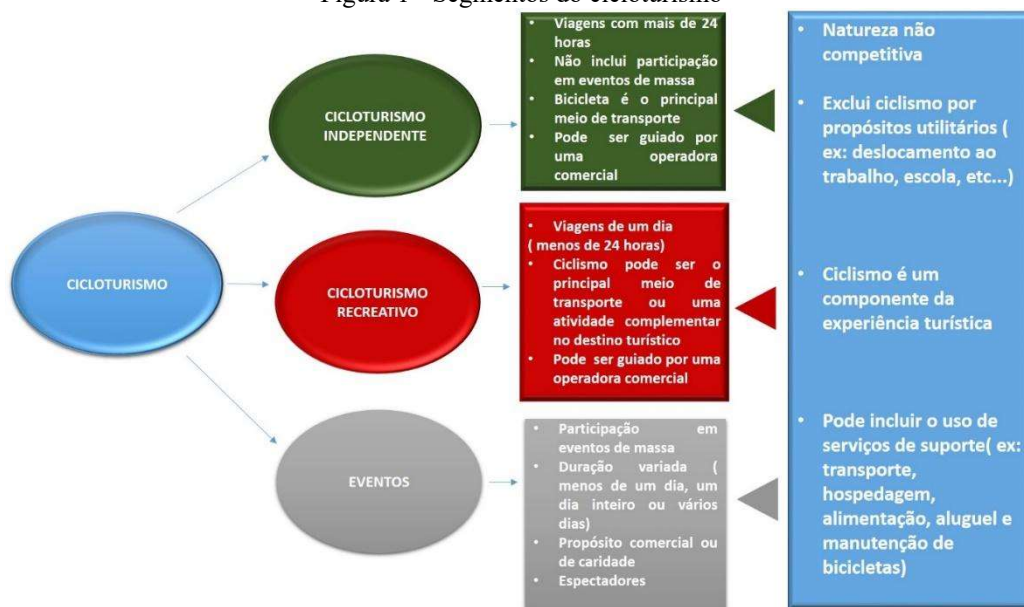 Figura 1 - Segmentos do cicloturismo
CICLOTURISMO
CICLOTURISMO
INDEPENDENTE
• Viagens com mais de 24
horas
• Não inclui participação
em eventos de massa
• Bicicleta é o principal
meio de transporte
• Pode ser guiado por
uma operadora
comercial
CICLOTURISMO
RECREATIVO
• Viagens de um dia
( menos de 24 horas)
• Ciclismo pode ser o
principal meio de
transporte ou uma
atividade complementar
no destino turístico
• Pode ser guiado por uma
operadora comercial
EVENTOS
• Participação em
eventos de massa
• Duração variada (
menos de um dia, um
dia inteiro ou vários
dias)
• Propósito comercial ou
de caridade
• Espectadores
• Natureza não
competitiva
• Exclui ciclismo por
propósitos utilitários (
ex: deslocamento ao
trabalho, escola, etc...)
• Ciclismo é um
componente da
experiência turística
• Pode incluir o uso de
serviços de suporte( ex:
transporte,
hospedagem,
alimentação, aluguel e
manutenção de
bicicletas)